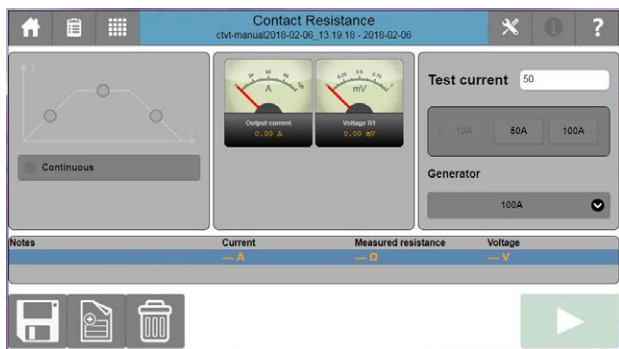 Contact Resistance
ctvt-manual2018-02-06_13.19.18 - 2018-02-06
?
I
Continuous
A
Output current
0.00 A
mV
Voltage R1
0.00 mV
Test current 50
10A 50A 100A
Generator
100A
Notes Current Measured resistance Voltage
--- A --- Ω --- V